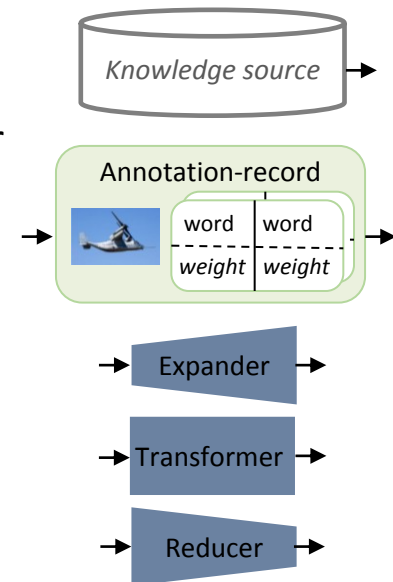 Knowledge source
Annotation-record
word word
weight weight
Expander
Transformer
Reducer